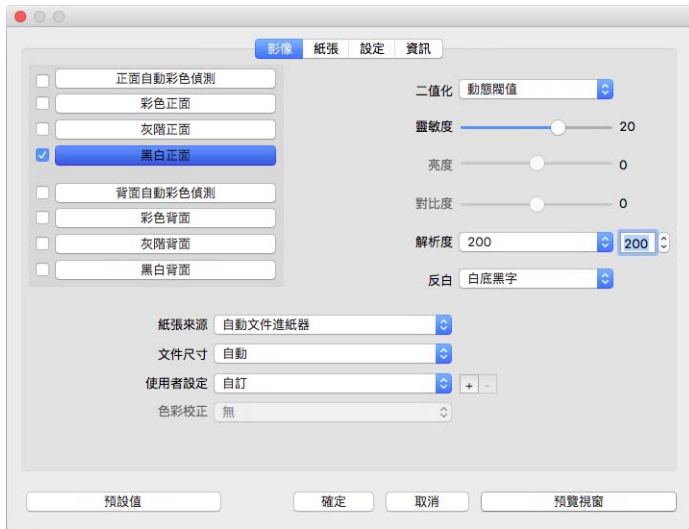 影像 紙張 設定 資訊
正面自動彩色偵測
彩色正面
灰階正面
黑白正面
背面自動彩色偵測
彩色背面
灰階背面
黑白背面
二值化 動態閥值
靈敏度 20
亮度 0
對比度 0
解析度 200 200
反白 白底黑字
紙張來源 自動文件進紙器
文件尺寸 自動
使用者設定 自訂 + -
色彩校正 無
預設值 確定 取消 預覽視窗